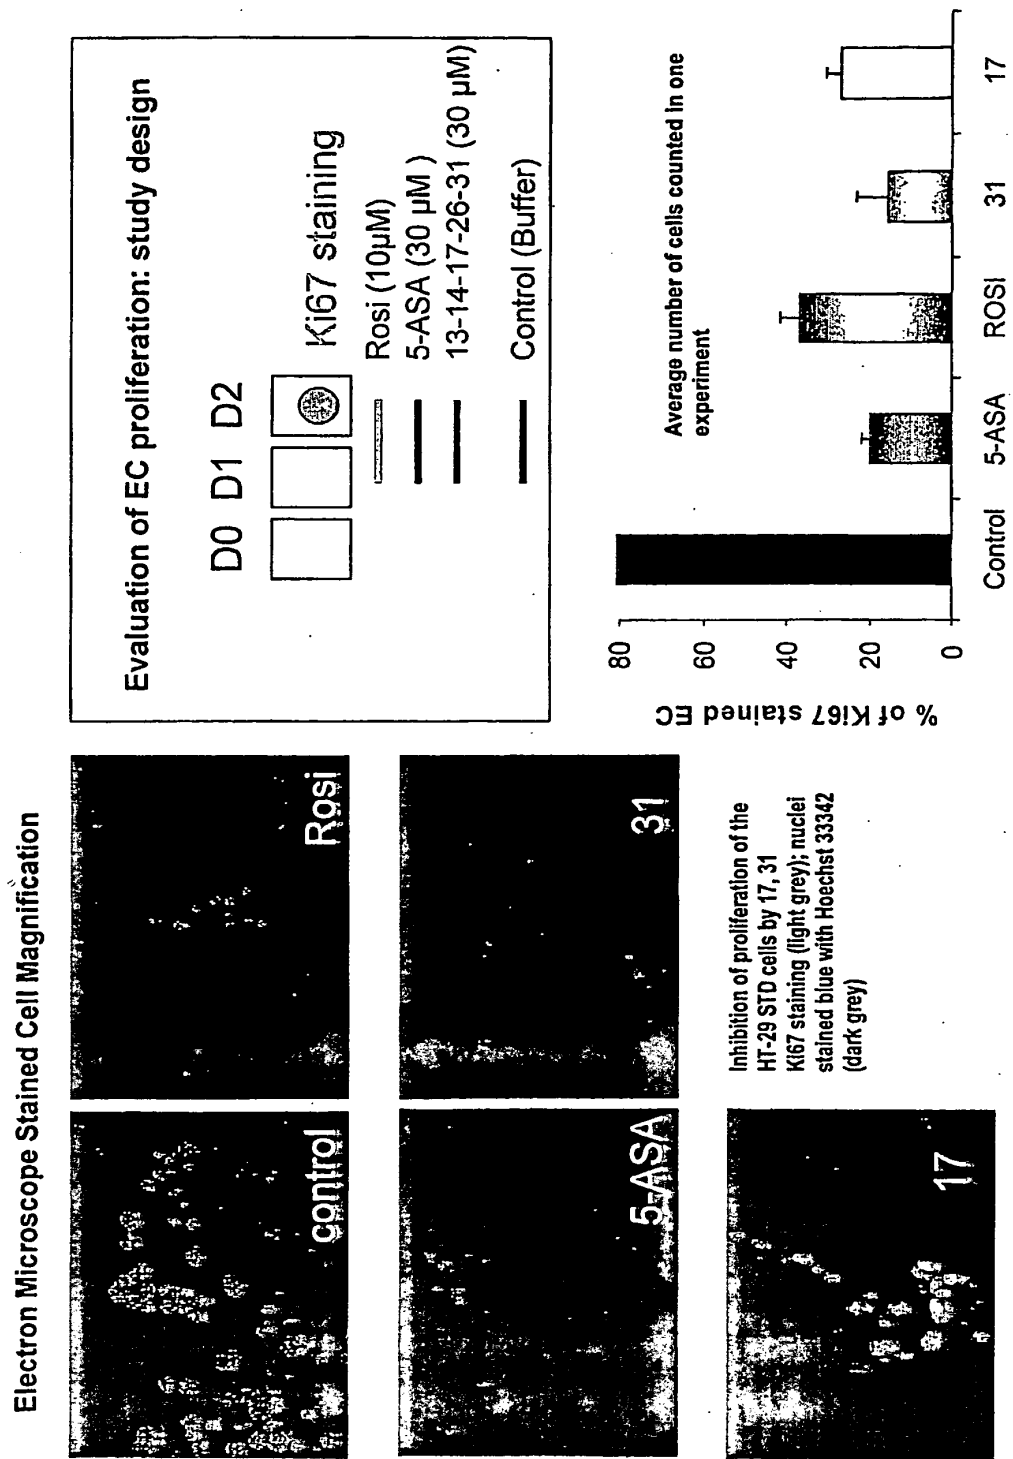 Electron Microscope Stained Cell Magnification
control
Rosi
5-ASA
31
17
Inhibition of proliferation of the
HT-29 STD cells by 17, 31
Ki67 staining (light grey); nuclei
stained blue with Hoechst 33342
(dark grey)
Evaluation of EC proliferation: study design
D0 D1 D2
Ki67 staining
Rosi (10µM)
5-ASA (30 µM )
13-14-17-26-31 (30 µM)
Control (Buffer)
Average number of cells counted in one
experiment
% of Ki67 stained EC
80
60
40
20
0
Control 5-ASA ROSI 31 17